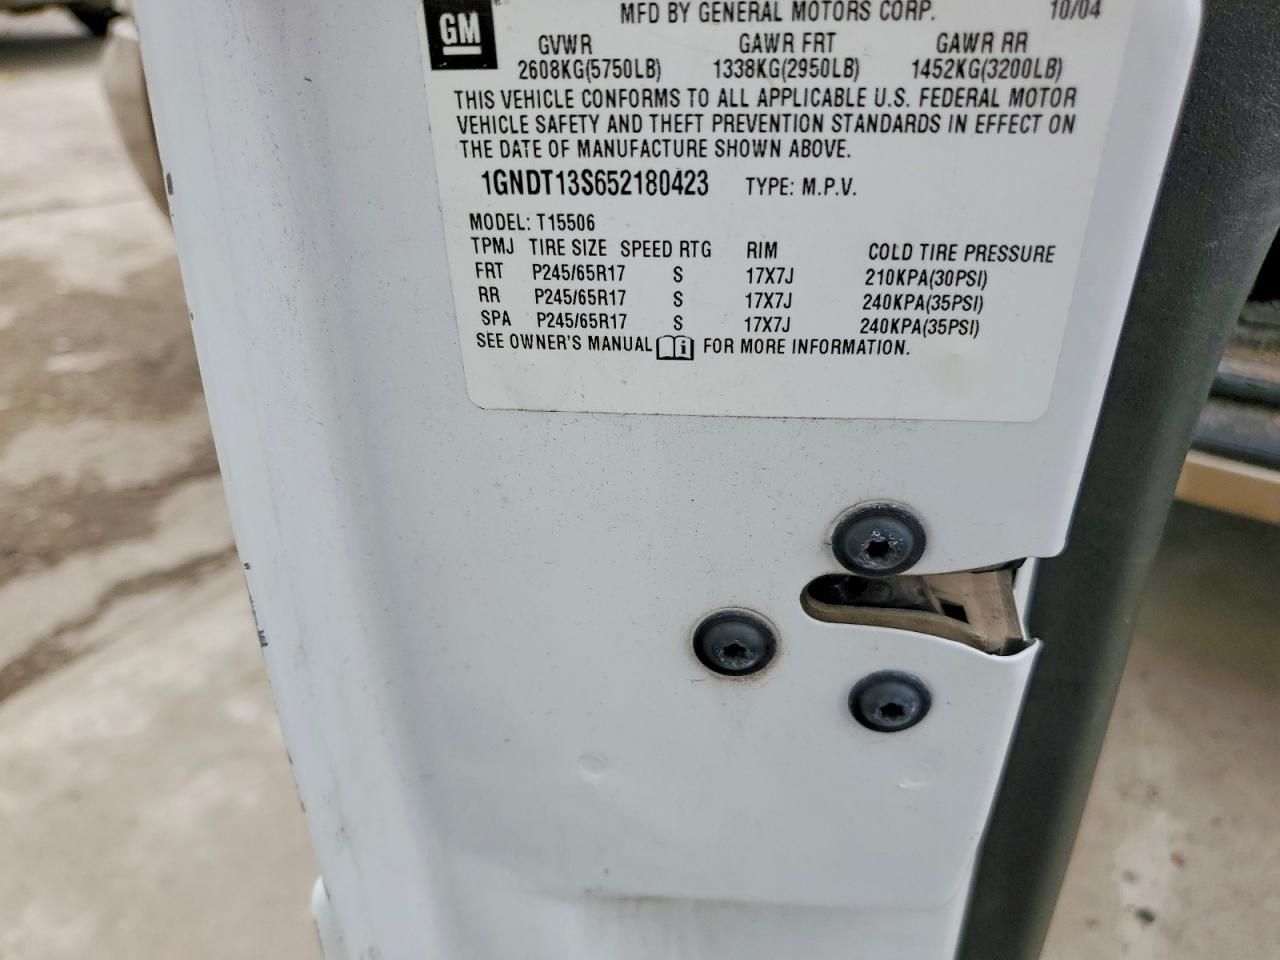 GM
MFD BY GENERAL MOTORS CORP. 10/04
GVWR GAWR FRT GAWR RR
2608KG(5750LB) 1338KG(2950LB) 1452KG(3200LB)
THIS VEHICLE CONFORMS TO ALL APPLICABLE U.S. FEDERAL MOTOR
VEHICLE SAFETY AND THEFT PREVENTION STANDARDS IN EFFECT ON
THE DATE OF MANUFACTURE SHOWN ABOVE.
1GNDT13S652180423 TYPE: M.P.V.
MODEL: T15506
TPMJ TIRE SIZE SPEED RTG RIM COLD TIRE PRESSURE
FRT P245/65R17 S 17X7J 210KPA(30PSI)
RR P245/65R17 S 17X7J 240KPA(35PSI)
SPA P245/65R17 S 17X7J 240KPA(35PSI)
SEE OWNER'S MANUAL i FOR MORE INFORMATION.